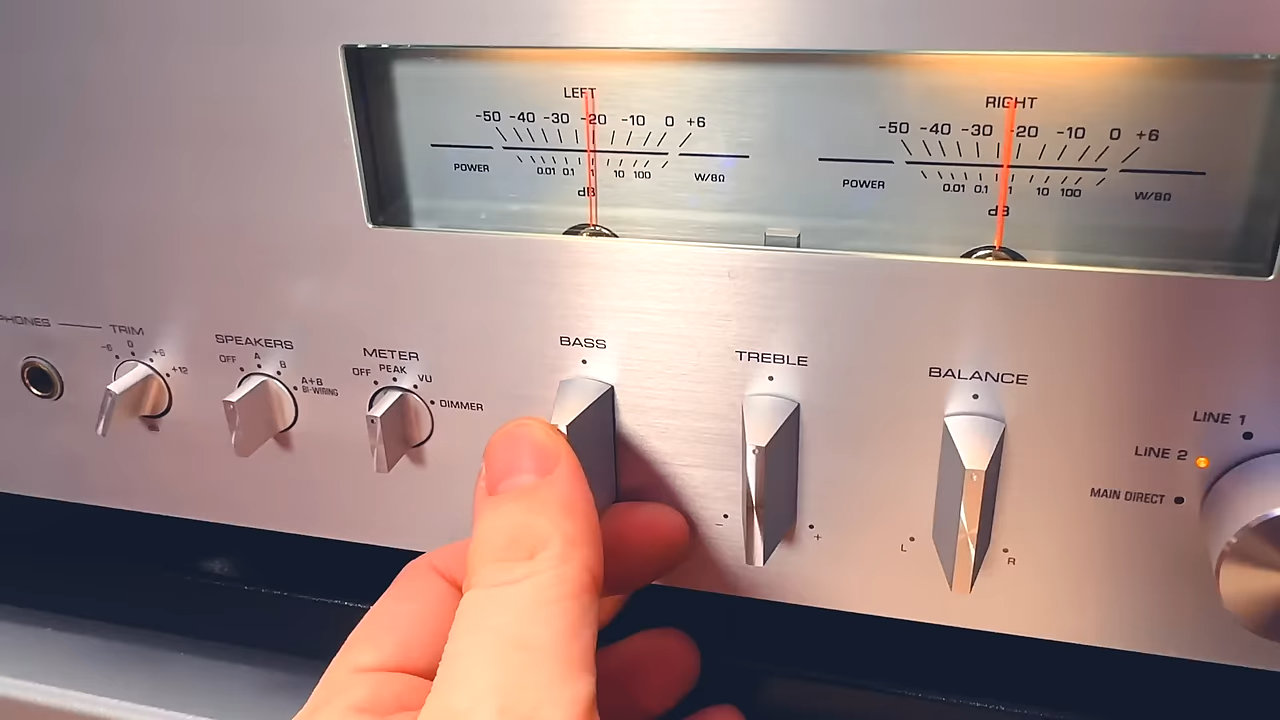 LEFT
-50 -40 -30 -20 -10 0 +6
POWER 0.01 0.1 1 10 100 W/8Ω
dB
RIGHT
-50 -40 -30 -20 -10 0 +6
POWER 0.01 0.1 1 10 100 W/8Ω
dB
PHONES
TRIM
-6 0 +6 +12
SPEAKERS
OFF A B A+B
BI-WIRING
METER
OFF PEAK VU DIMMER
BASS
TREBLE
- +
BALANCE
L R
LINE 1
LINE 2
MAIN DIRECT